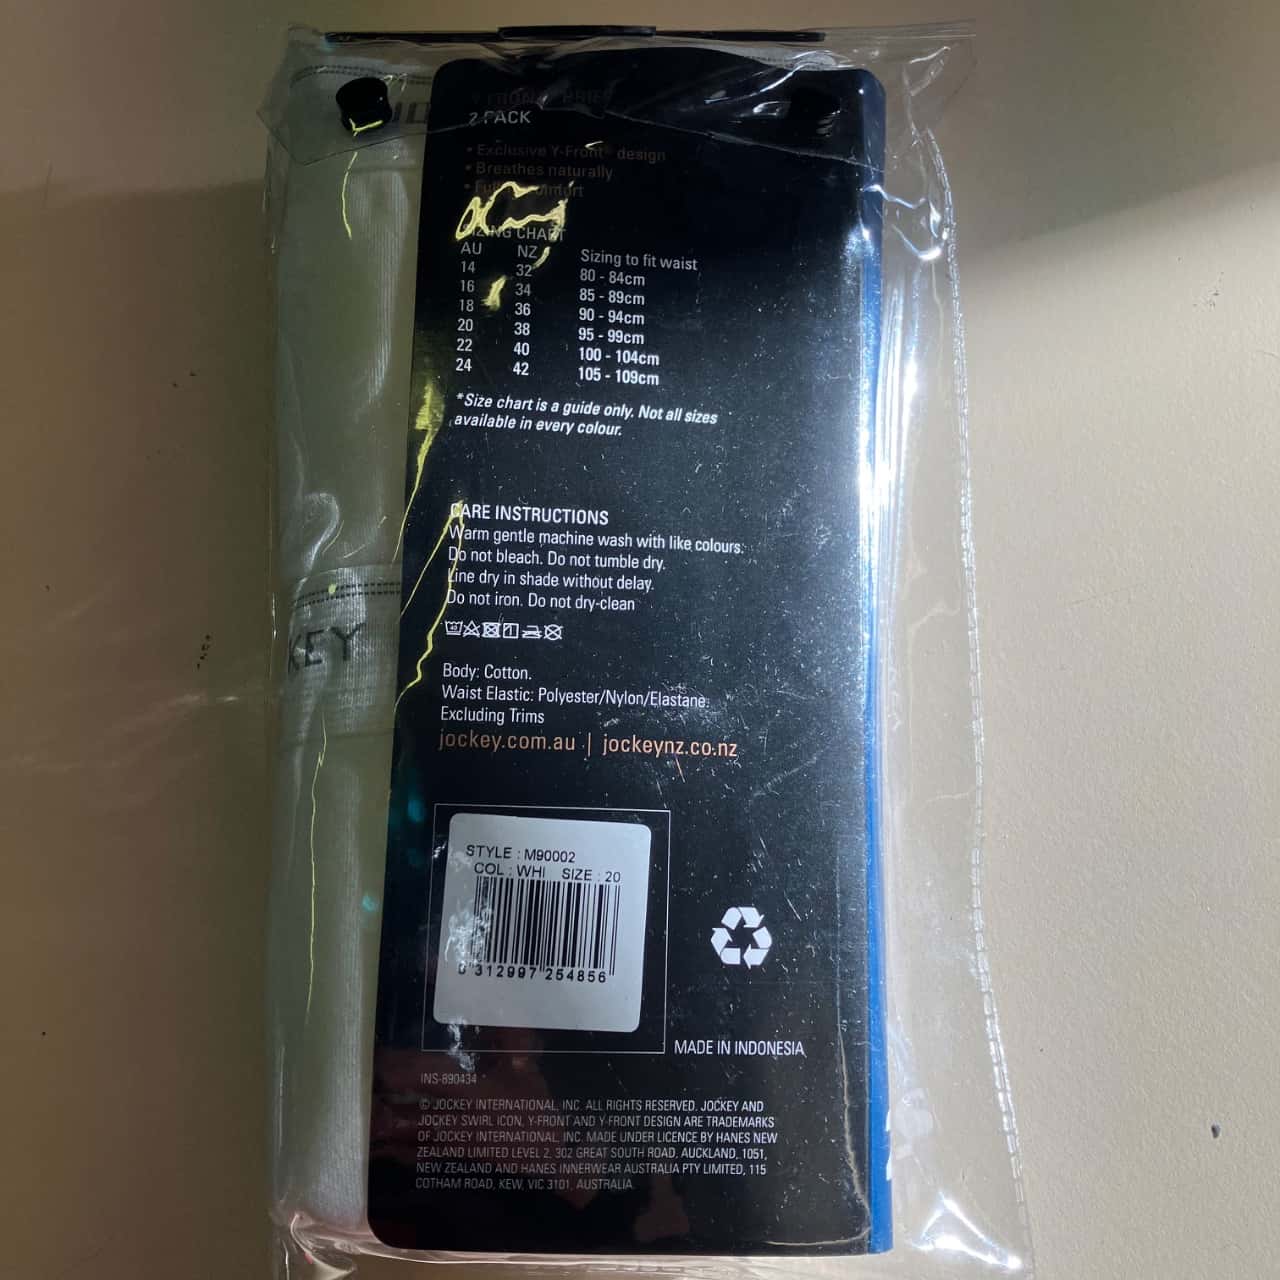 Y-FRONT® BRIEF
2 PACK
• Exclusive Y-Front® design
• Breathes naturally
• Full comfort
SIZING CHART
AU NZ Sizing to fit waist
14 32 80 - 84cm
16 34 85 - 89cm
18 36 90 - 94cm
20 38 95 - 99cm
22 40 100 - 104cm
24 42 105 - 109cm
*Size chart is a guide only. Not all sizes
available in every colour.
CARE INSTRUCTIONS
Warm gentle machine wash with like colours.
Do not bleach. Do not tumble dry.
Line dry in shade without delay.
Do not iron. Do not dry-clean
KEY
Body: Cotton.
Waist Elastic: Polyester/Nylon/Elastane.
Excluding Trims
jockey.com.au | jockeynz.co.nz
STYLE : M90002
COL : WHI SIZE : 20
9 312997 254856
MADE IN INDONESIA
INS-890434
© JOCKEY INTERNATIONAL, INC. ALL RIGHTS RESERVED. JOCKEY AND
JOCKEY SWIRL ICON, Y-FRONT AND Y-FRONT DESIGN ARE TRADEMARKS
OF JOCKEY INTERNATIONAL, INC. MADE UNDER LICENCE BY HANES NEW
ZEALAND LIMITED LEVEL 2, 302 GREAT SOUTH ROAD, AUCKLAND, 1051,
NEW ZEALAND AND HANES INNERWEAR AUSTRALIA PTY LIMITED, 115
COTHAM ROAD, KEW, VIC 3101, AUSTRALIA.